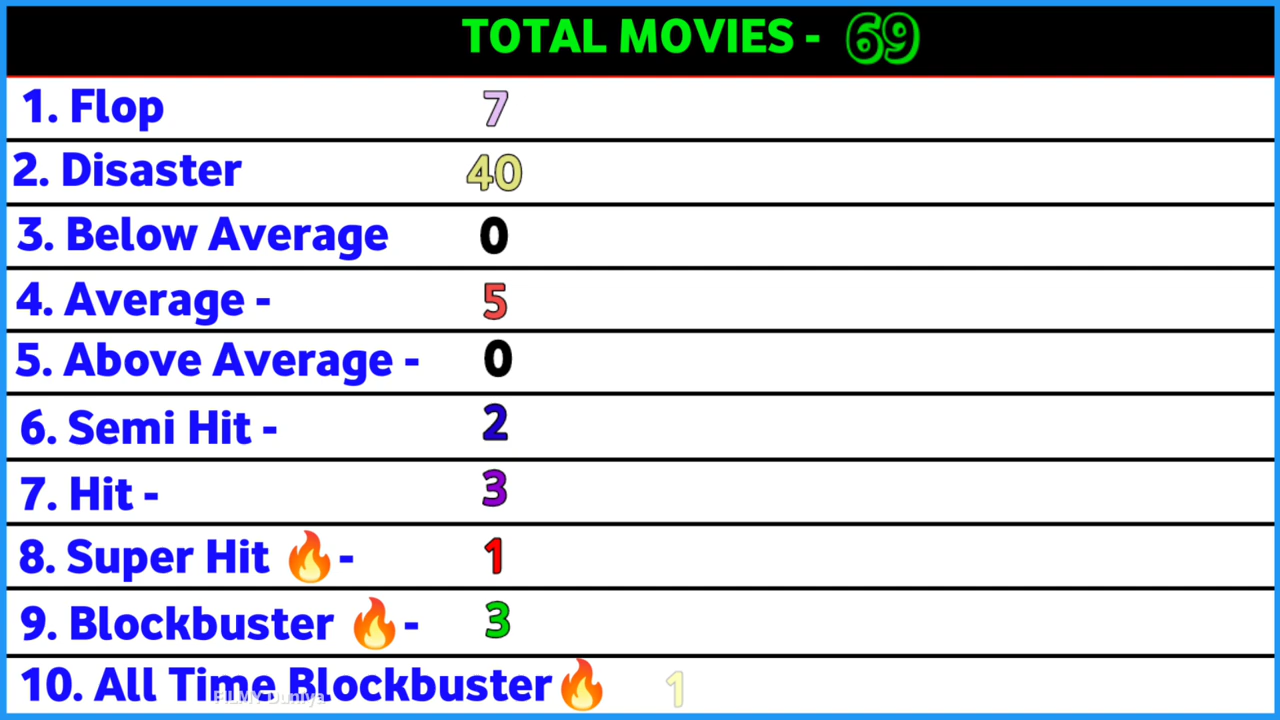 TOTAL MOVIES - 69
1. Flop 7
2. Disaster 40
3. Below Average 0
4. Average - 5
5. Above Average - 0
6. Semi Hit - 2
7. Hit - 3
8. Super Hit 🔥- 1
9. Blockbuster 🔥- 3
10. All Time Blockbuster🔥 1
FILMY Duniya